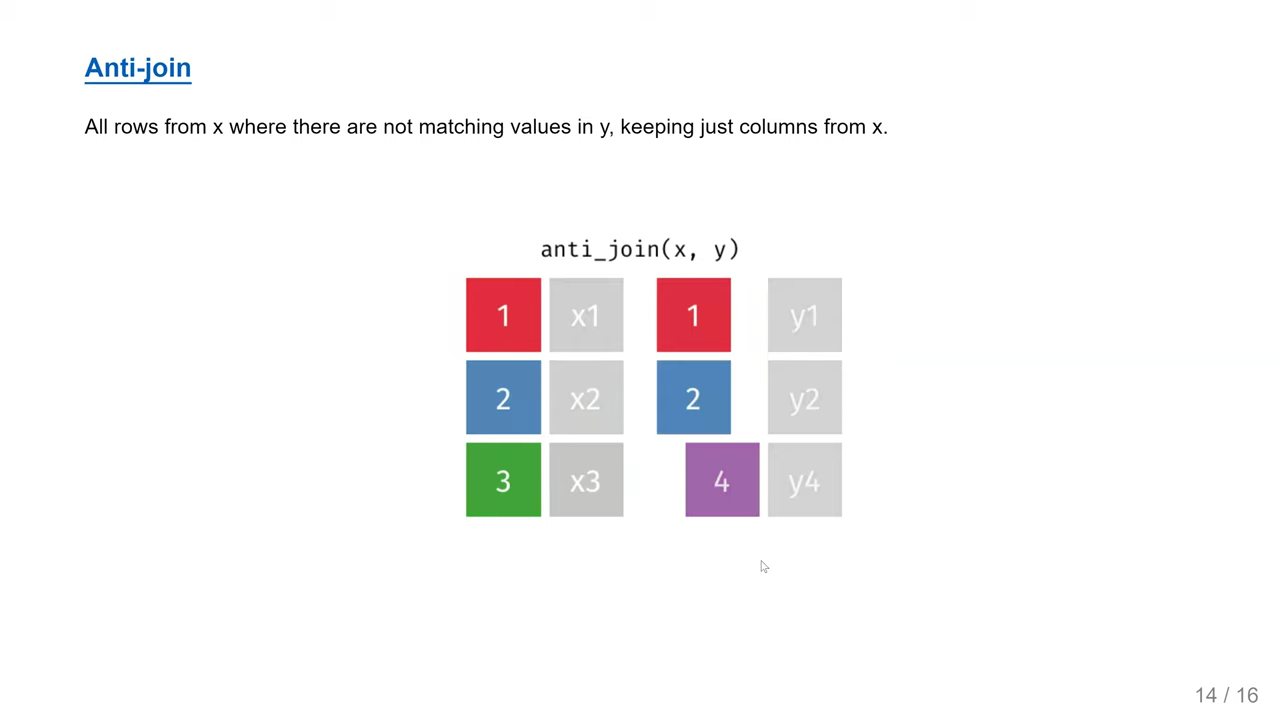 Anti-join
All rows from x where there are not matching values in y, keeping just columns from x.
anti_join(x, y)
1 x1 1 y1
2 x2 2 y2
3 x3 4 y4
14 / 16